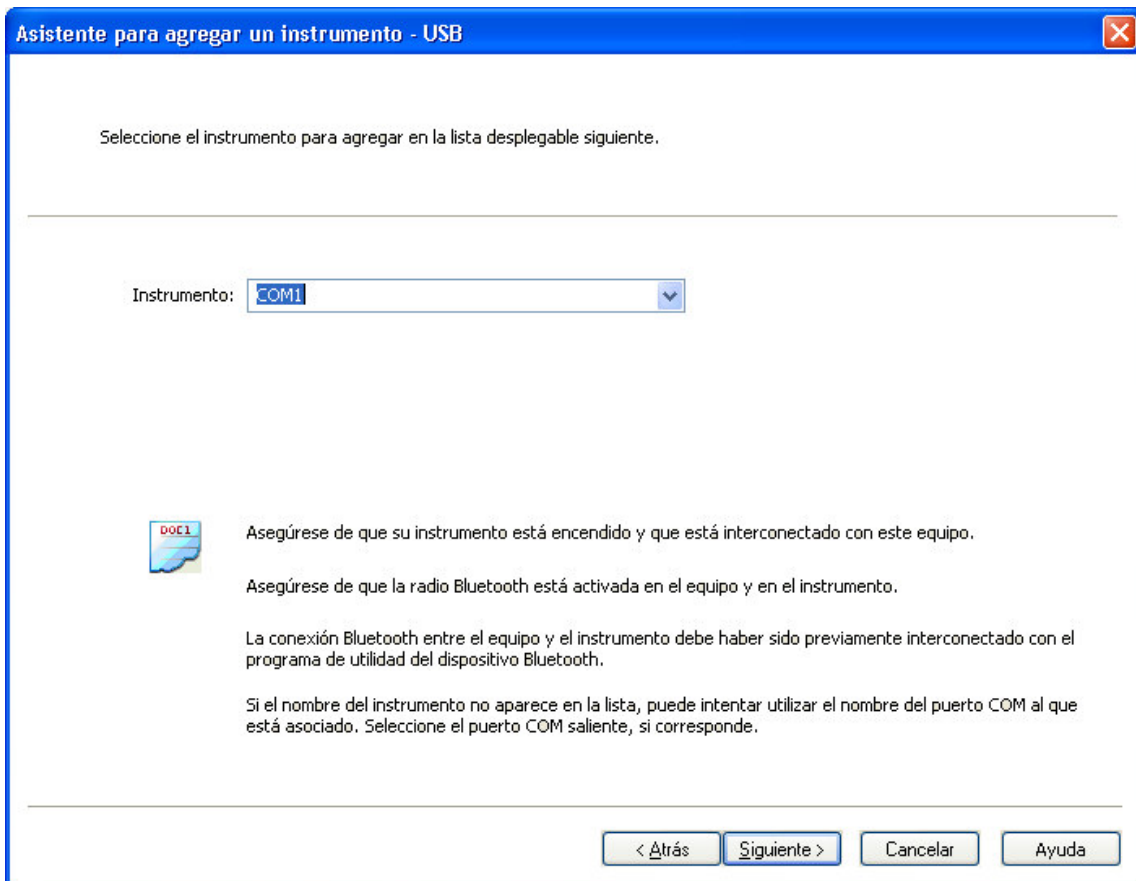 Asistente para agregar un instrumento - USB
Seleccione el instrumento para agregar en la lista desplegable siguiente.
Instrumento: COM1
DOC1
Asegúrese de que su instrumento está encendido y que está interconectado con este equipo.
Asegúrese de que la radio Bluetooth está activada en el equipo y en el instrumento.
La conexión Bluetooth entre el equipo y el instrumento debe haber sido previamente interconectado con el
programa de utilidad del dispositivo Bluetooth.
Si el nombre del instrumento no aparece en la lista, puede intentar utilizar el nombre del puerto COM al que
está asociado. Seleccione el puerto COM saliente, si corresponde.
< Atrás Siguiente > Cancelar Ayuda